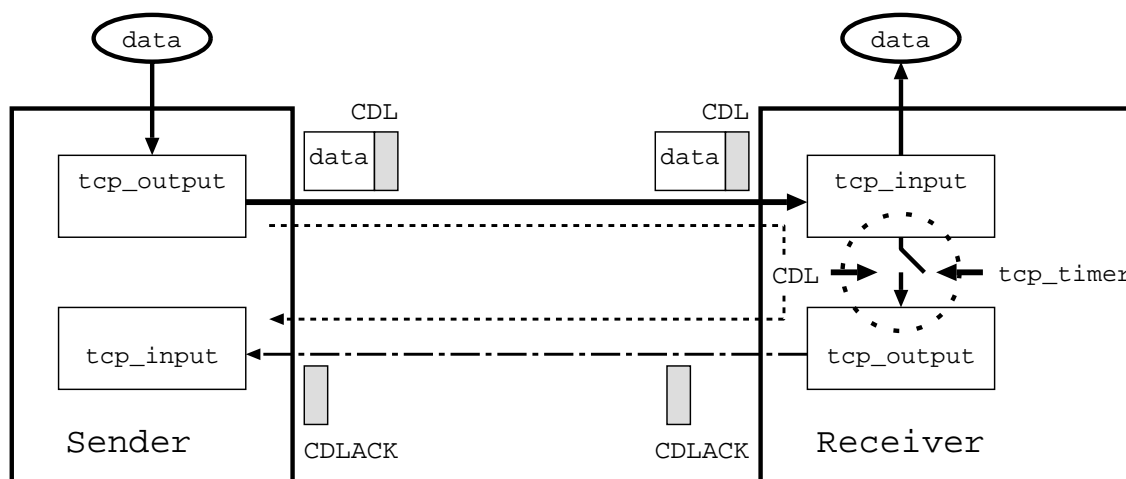 data
data
CDL
CDL
data
data
tcp_output
tcp_input
CDL
tcp_timer
tcp_input
tcp_output
Sender
CDLACK
CDLACK
Receiver